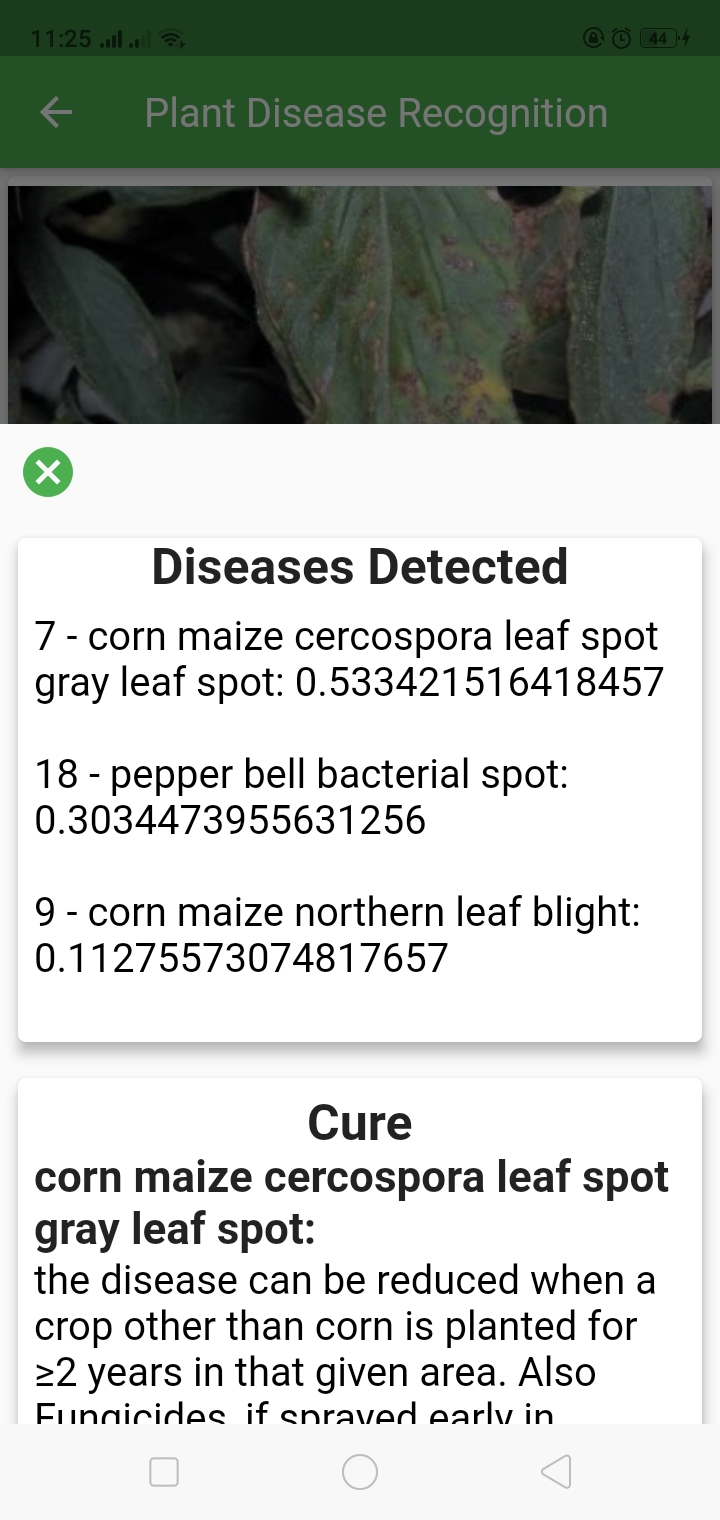 11:25
44
Plant Disease Recognition
Diseases Detected
7 - corn maize cercospora leaf spot
gray leaf spot: 0.533421516418457
18 - pepper bell bacterial spot:
0.3034473955631256
9 - corn maize northern leaf blight:
0.11275573074817657
Cure
corn maize cercospora leaf spot
gray leaf spot:
the disease can be reduced when a
crop other than corn is planted for
≥2 years in that given area. Also
Fungicides, if sprayed early in